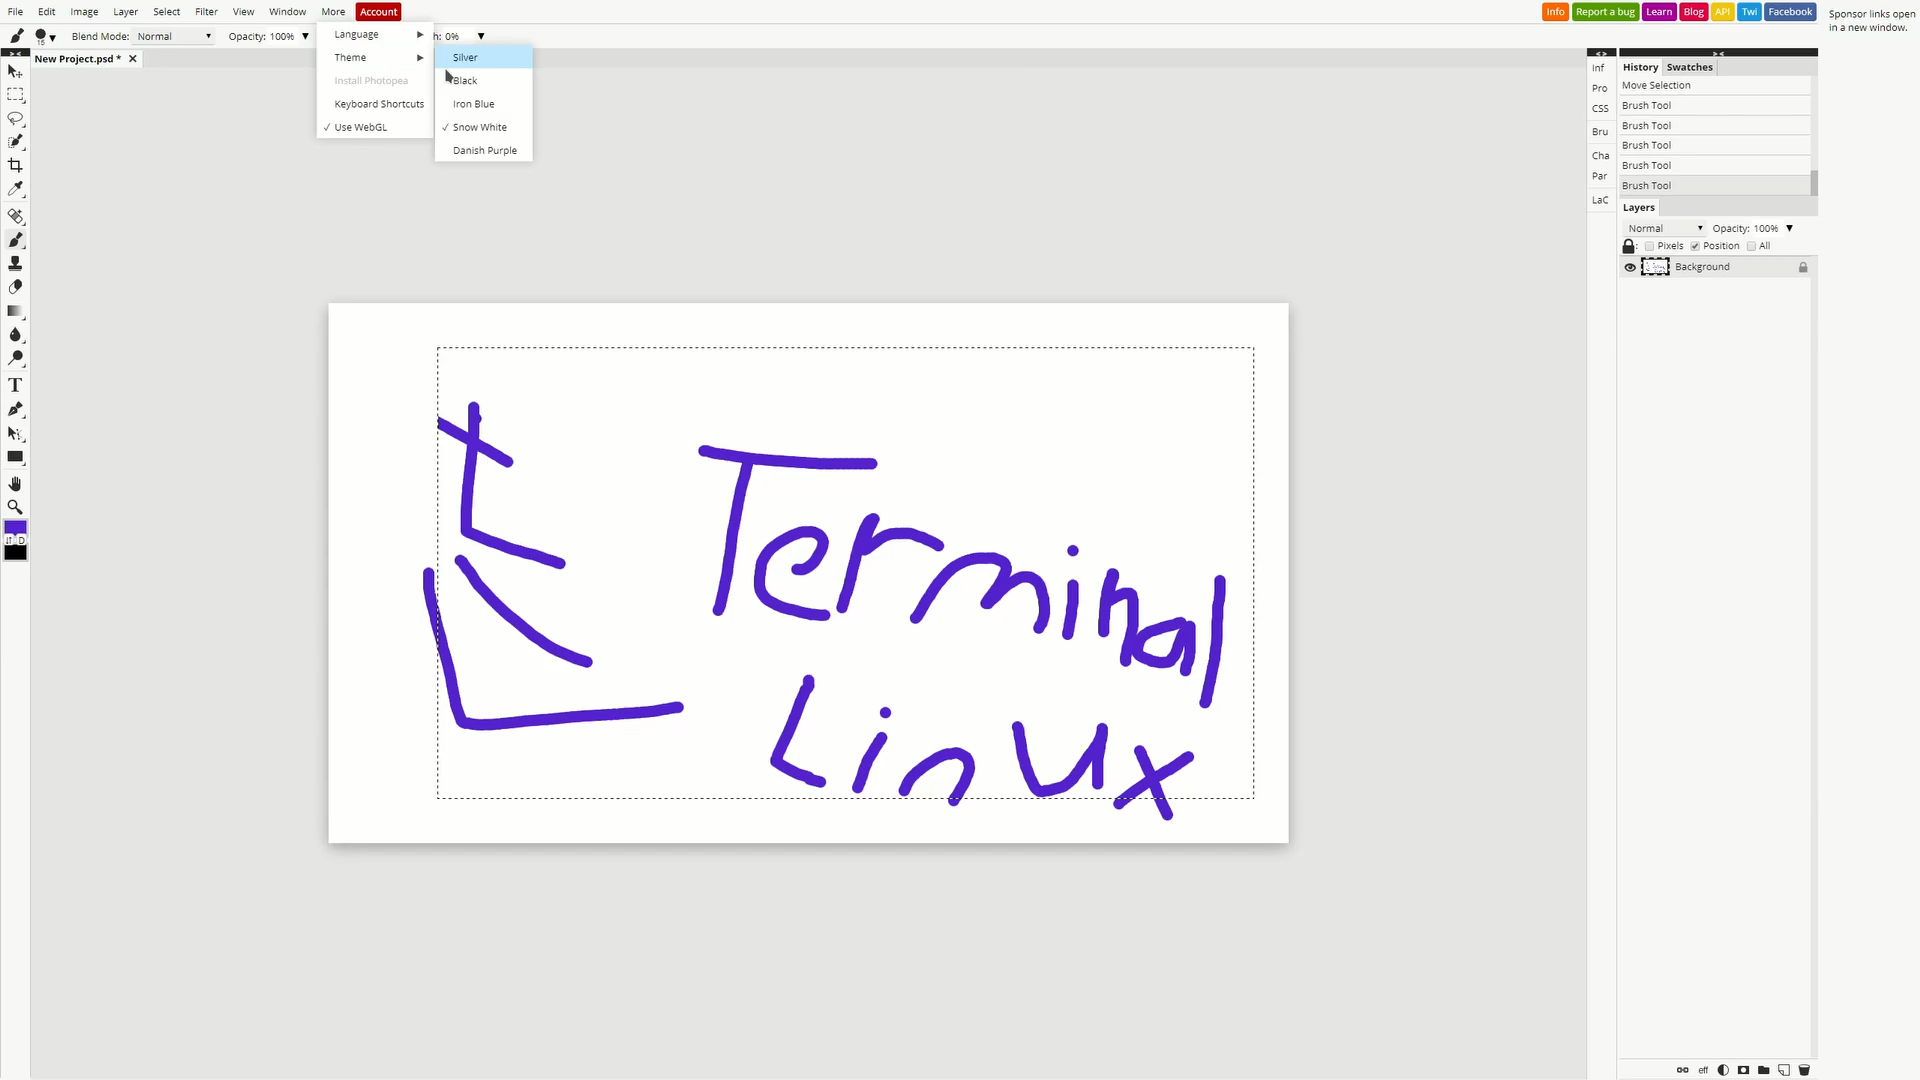 File Edit Image Layer Select Filter View Window More Account Info Report a bug Learn Blog API Twi Facebook
Sponsor links open
in a new window.
15 Blend Mode: Normal Opacity: 100% h: 0%
New Project.psd *
Language
Theme
Install Photopea
Keyboard Shortcuts
✓ Use WebGL
Silver
Black
Iron Blue
✓ Snow White
Danish Purple
T
D
Terminal
Linux
Inf
Pro
CSS
Bru
Cha
Par
LaC
History Swatches
Move Selection
Brush Tool
Brush Tool
Brush Tool
Brush Tool
Brush Tool
Layers
Normal Opacity: 100%
: Pixels Position All
Background
eff